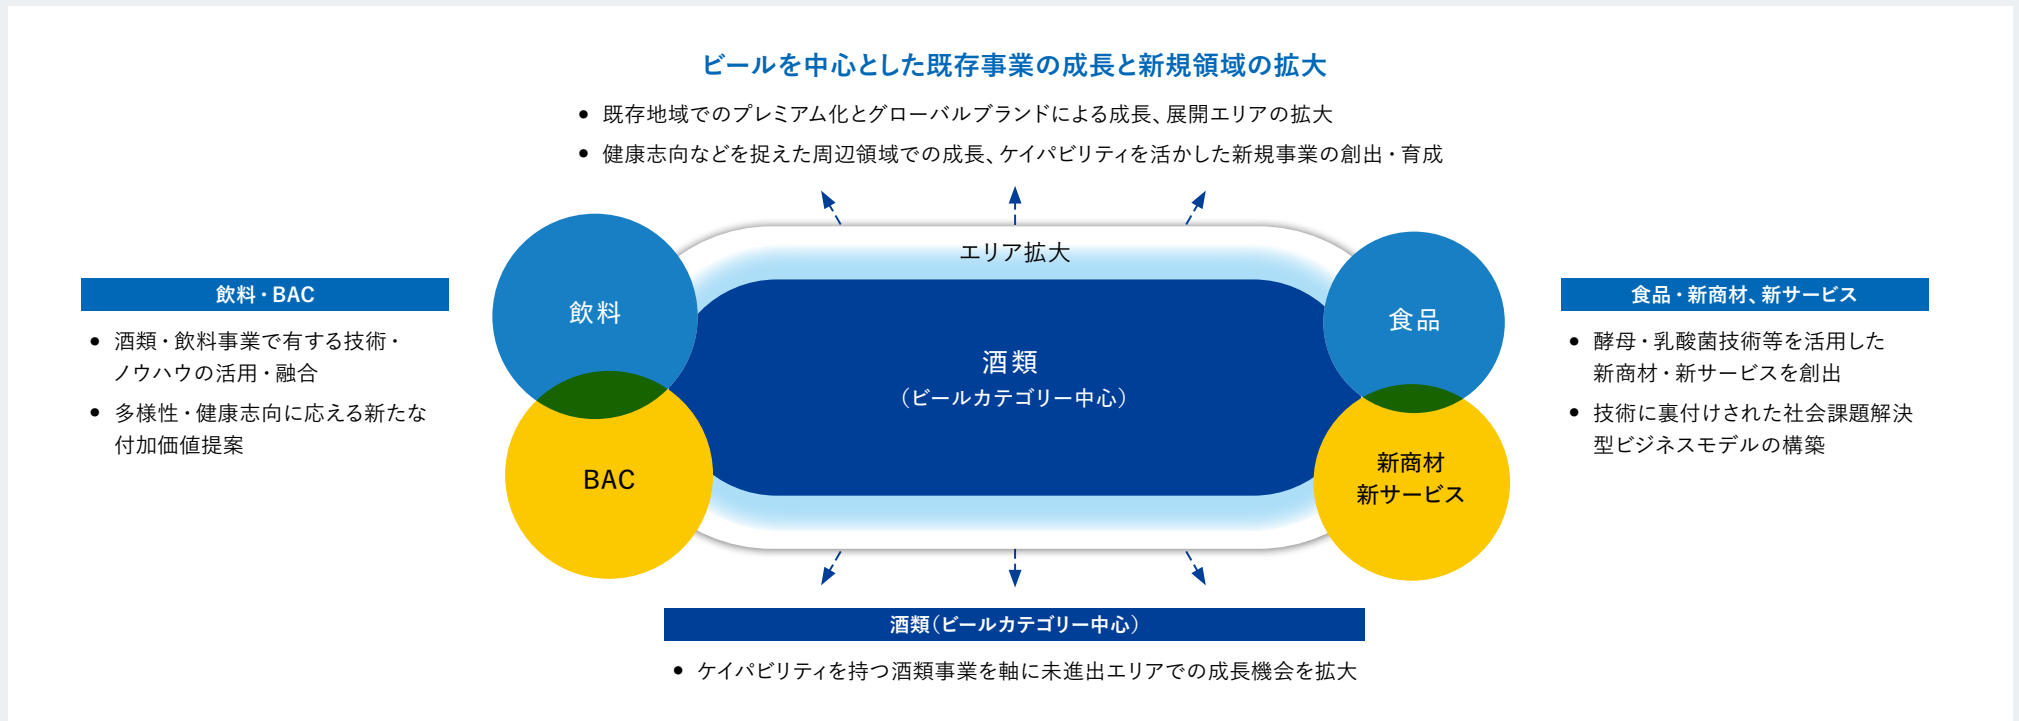 ビールを中心とした既存事業の成長と新規領域の拡大
● 既存地域でのプレミアム化とグローバルブランドによる成長、展開エリアの拡大
● 健康志向などを捉えた周辺領域での成長、ケイパビリティを活かした新規事業の創出・育成
飲料・BAC
● 酒類・飲料事業で有する技術・
ノウハウの活用・融合
● 多様性・健康志向に応える新たな
付加価値提案
飲料
BAC
エリア拡大
酒類
(ビールカテゴリー中心)
食品
新商材
新サービス
食品・新商材、新サービス
● 酵母・乳酸菌技術等を活用した
新商材・新サービスを創出
● 技術に裏付けされた社会課題解決
型ビジネスモデルの構築
酒類(ビールカテゴリー中心)
● ケイパビリティを持つ酒類事業を軸に未進出エリアでの成長機会を拡大